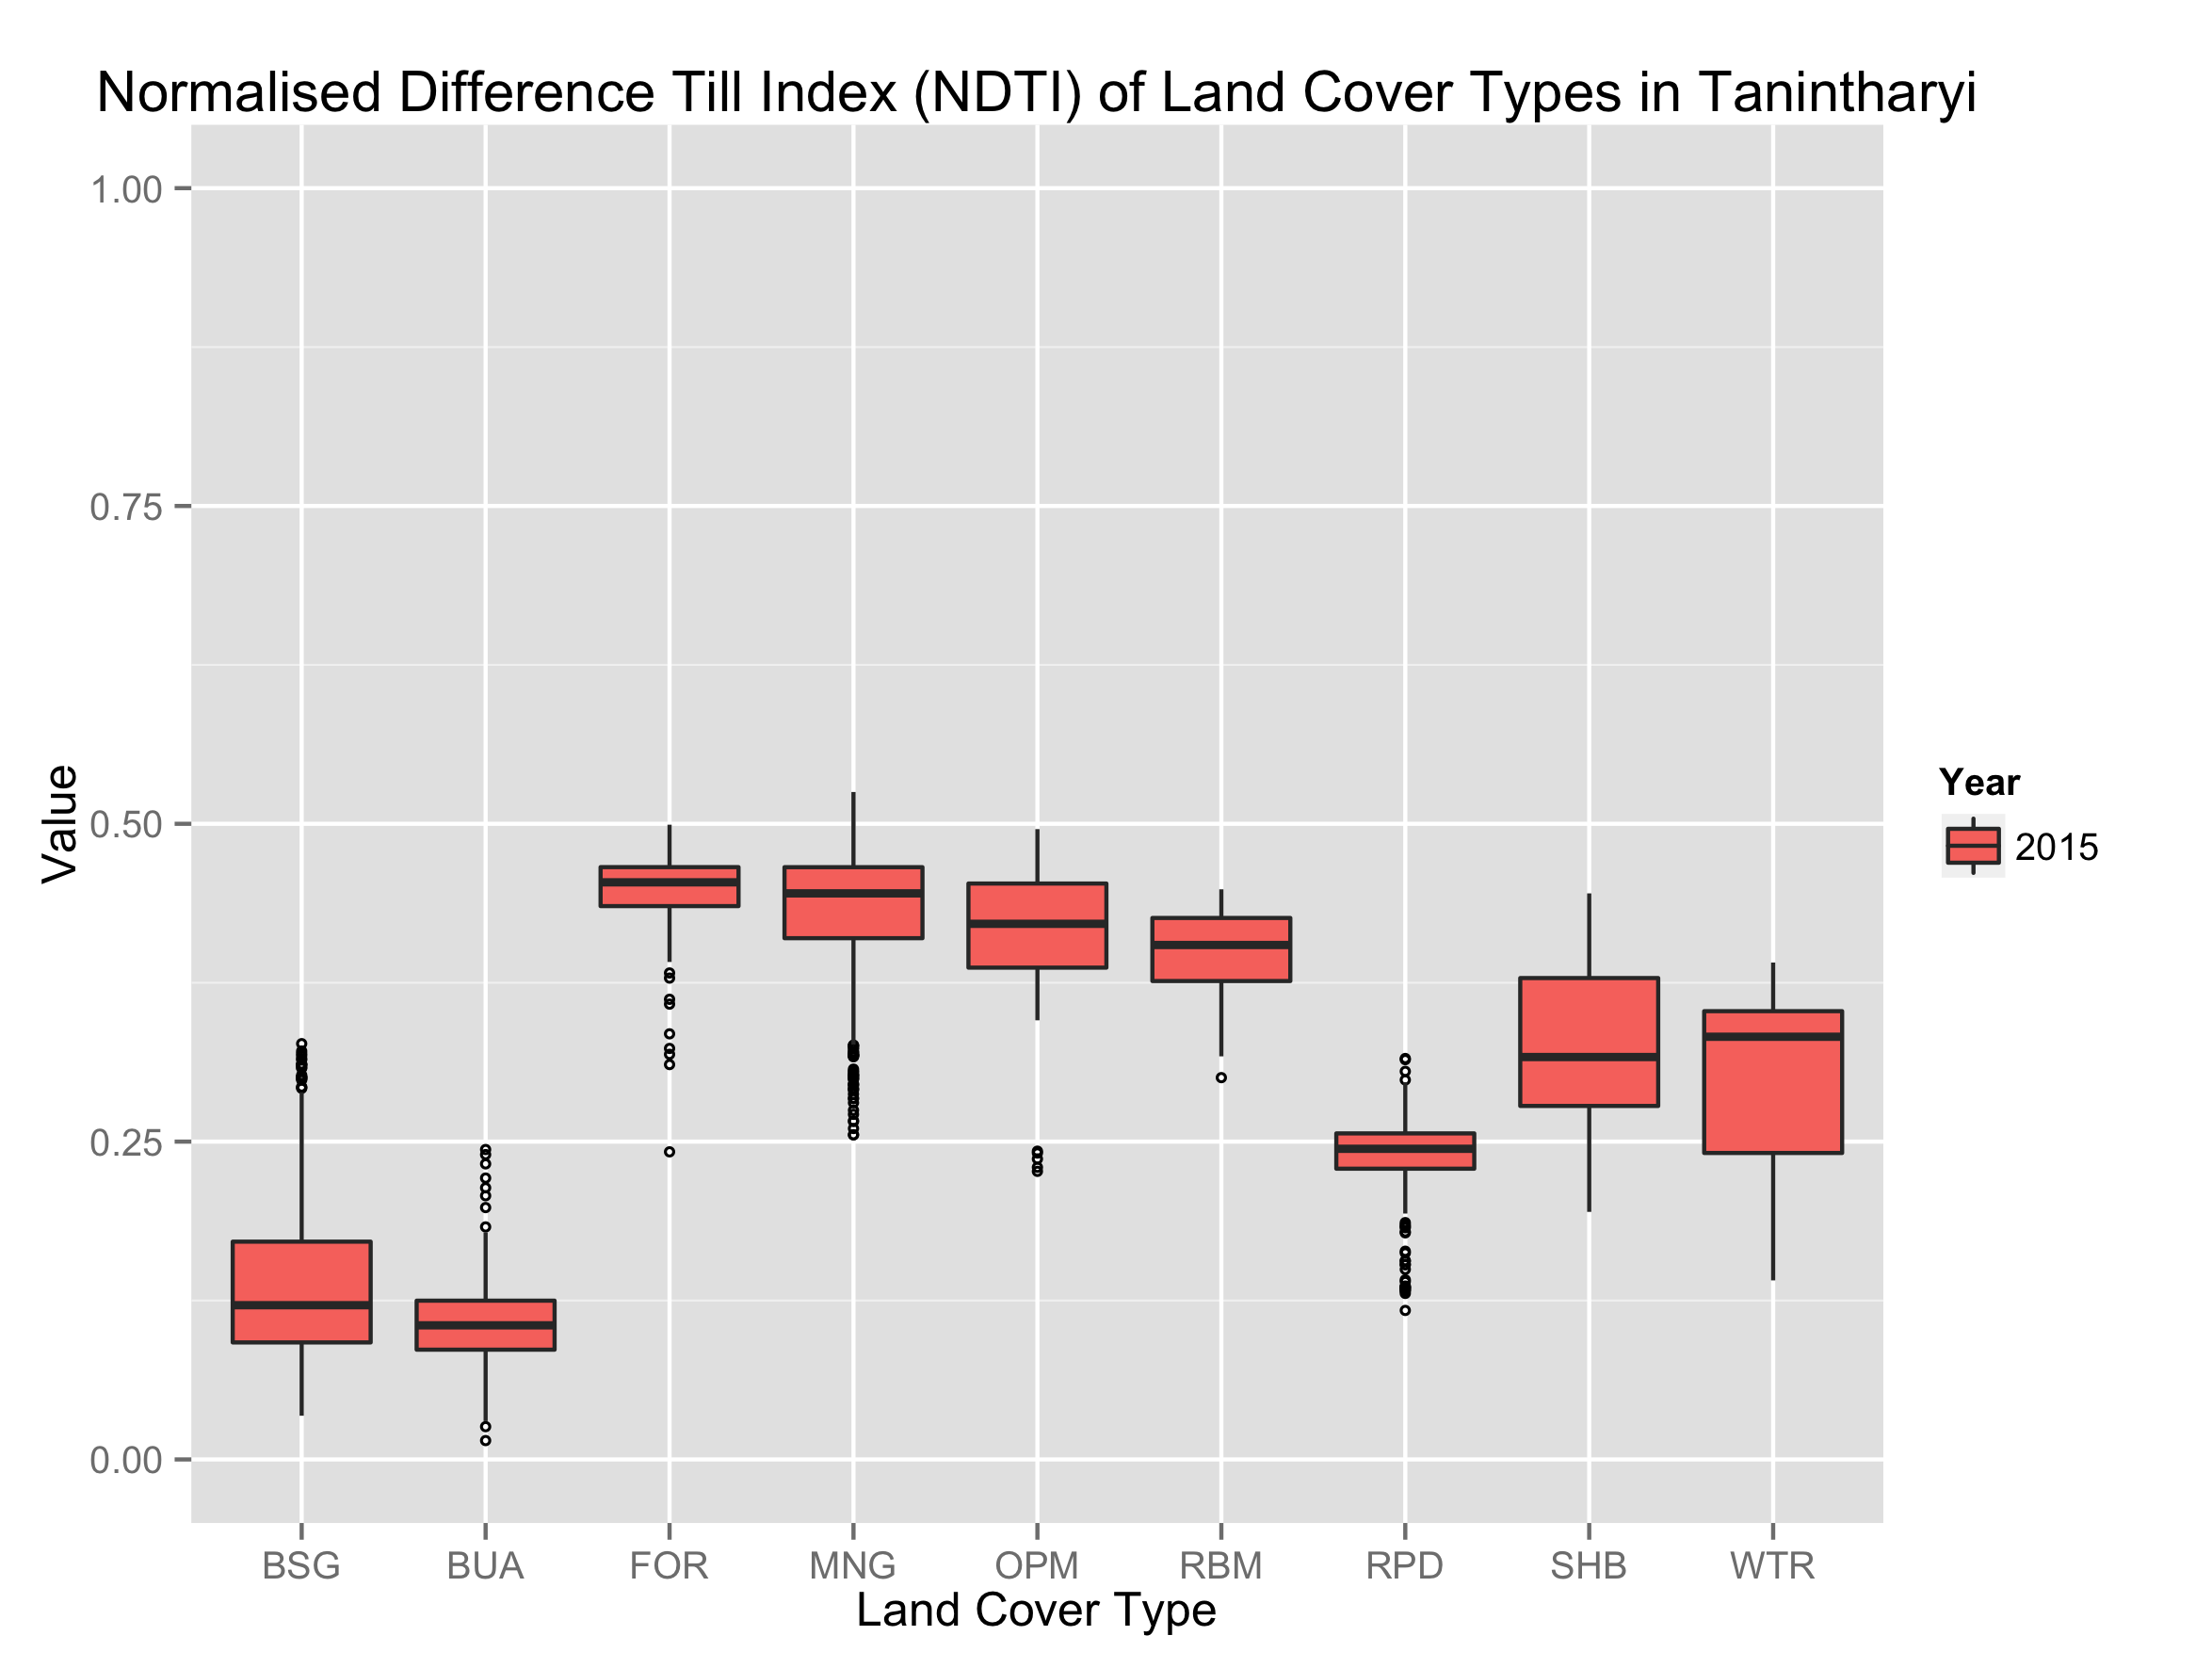 Normalised Difference Till Index (NDTI) of Land Cover Types in Tanintharyi
1.00
0.75
0.50
0.25
0.00
Value
BSG BUA FOR MNG OPM RBM RPD SHB WTR
Land Cover Type
Year
2015